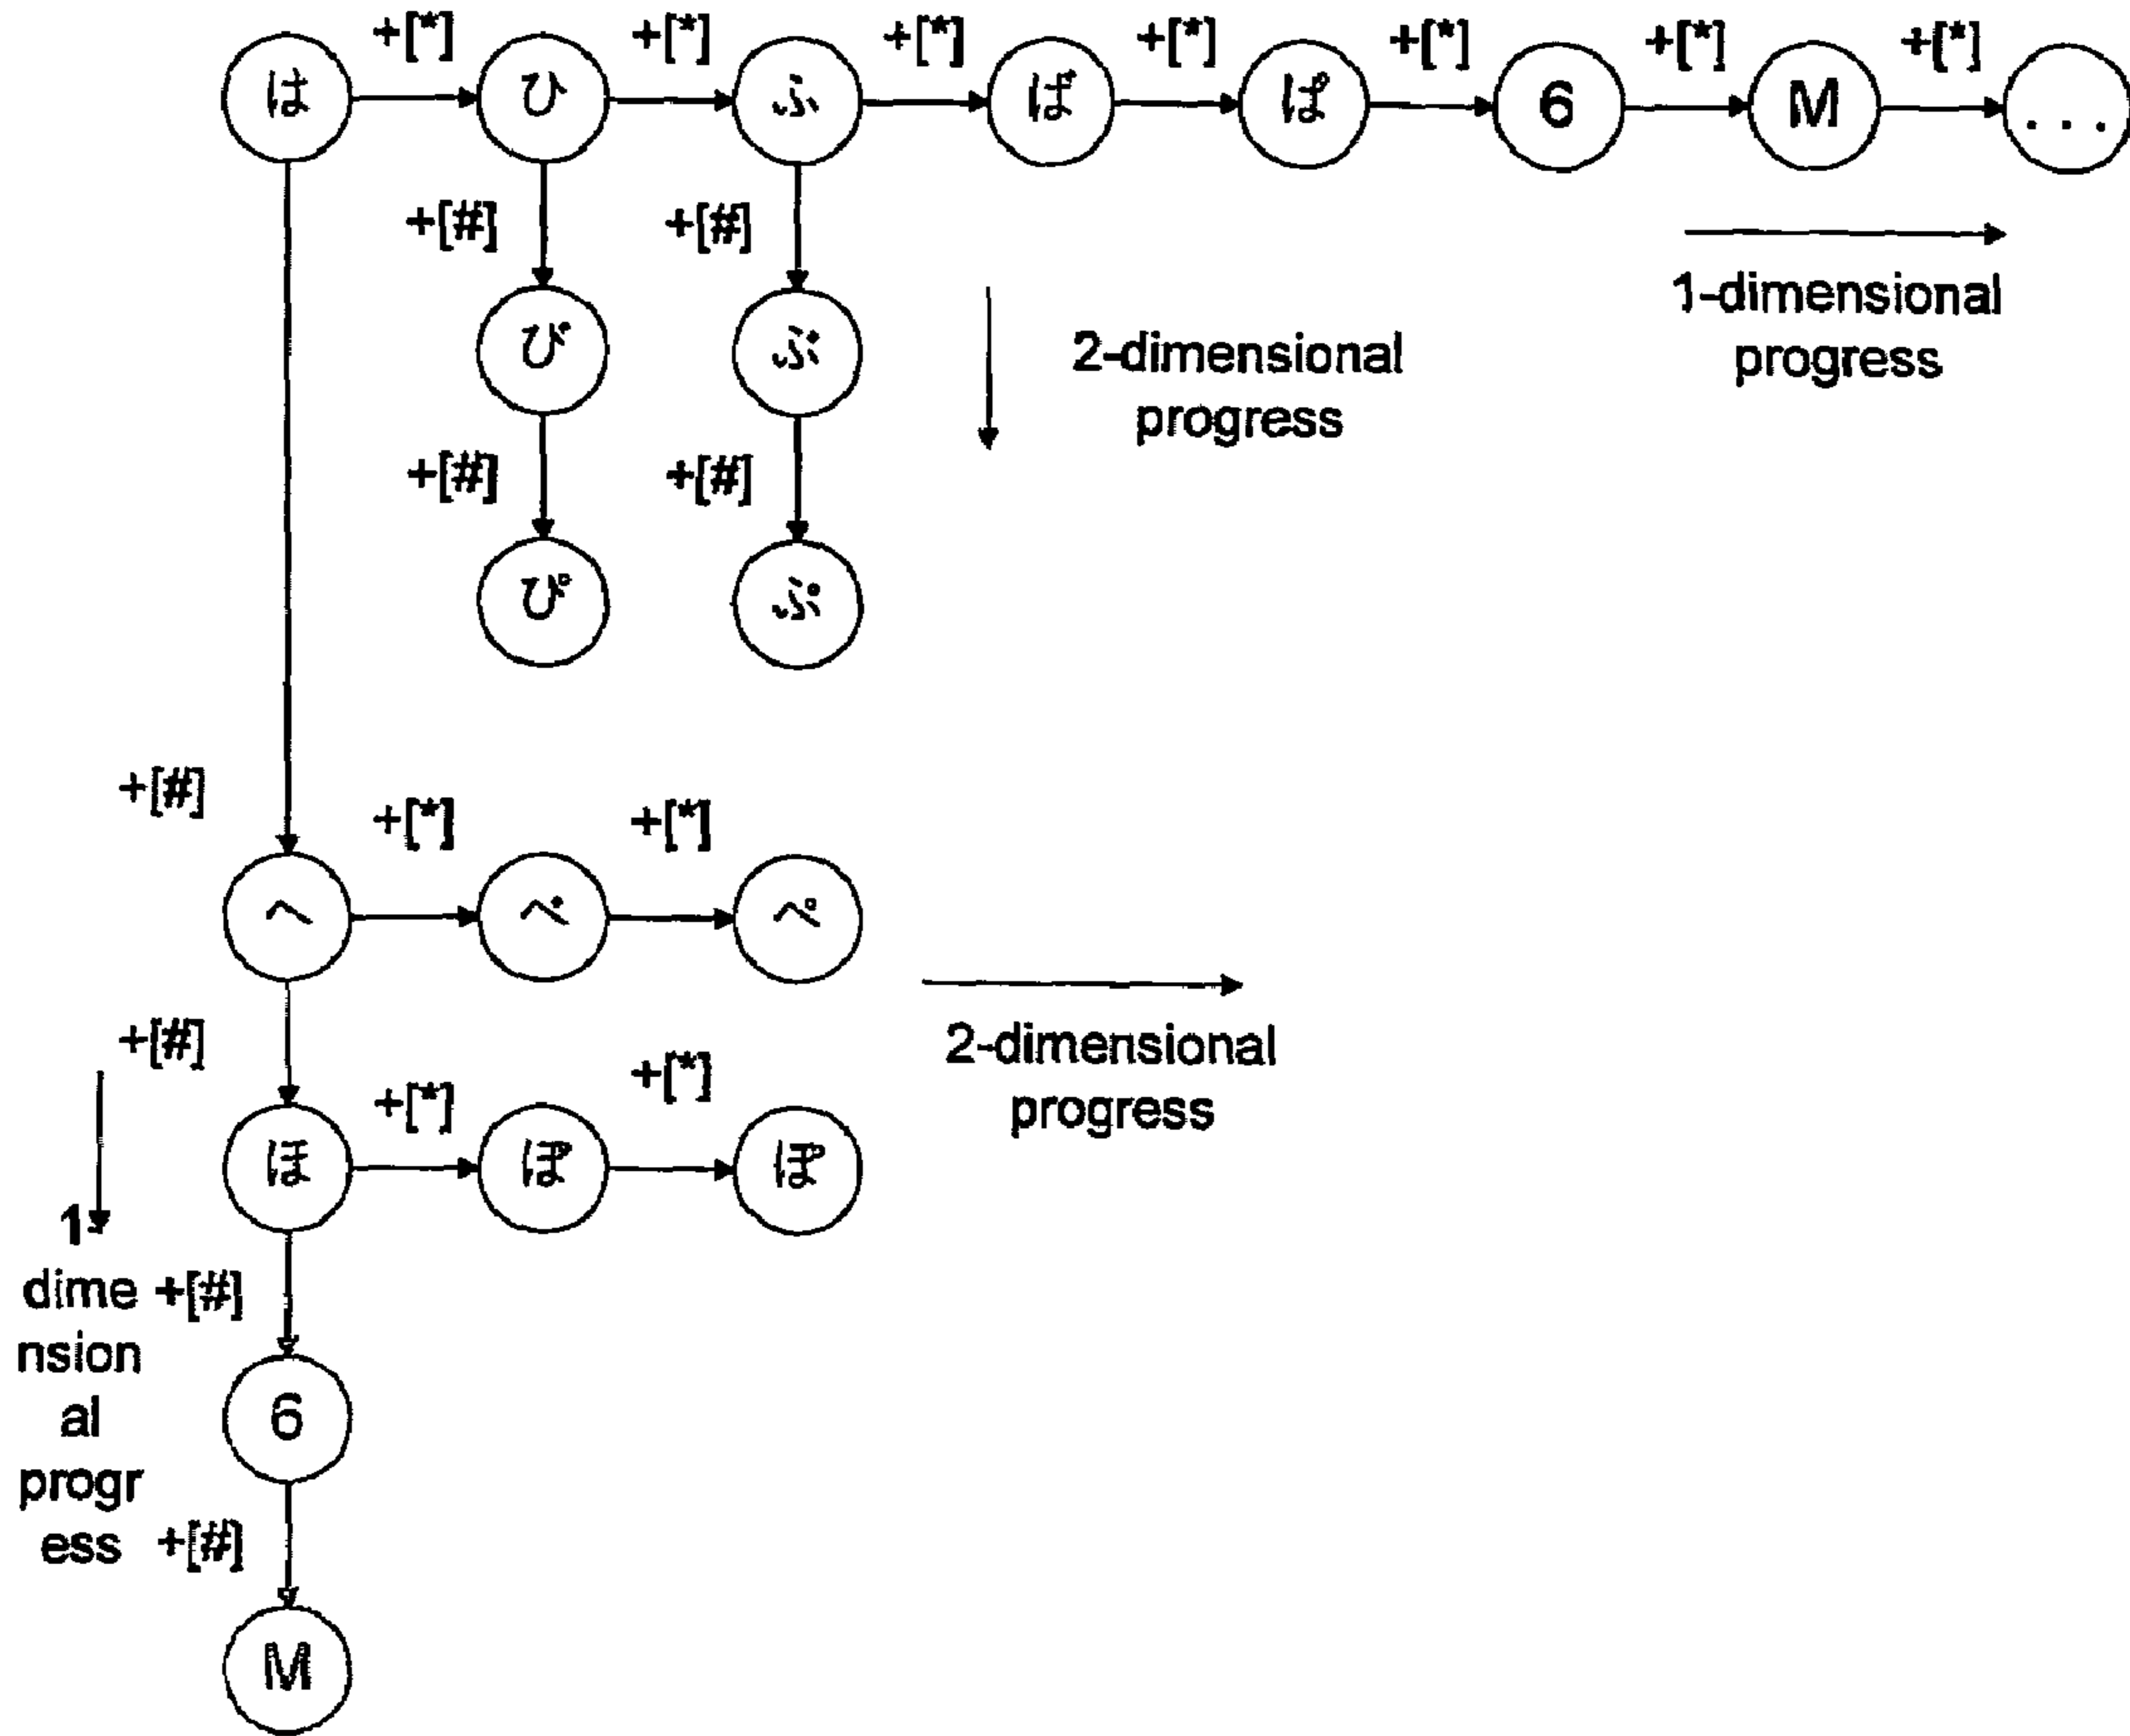 +[*] +[*] +[*] +[*] +[*] +[*] +[*]
は ひ ふ ば ぱ 6 M ...
+[#] +[#]
1-dimensional
progress
び ぶ
2-dimensional
progress
+[#] +[#]
ぴ ぷ
+[#] +[*] +[*]
へ べ ぺ
+[#]
2-dimensional
progress
+[*] +[*]
ほ ぼ ぽ
1-
dime
nsion
al
progr
ess
+[#]
6
+[#]
M